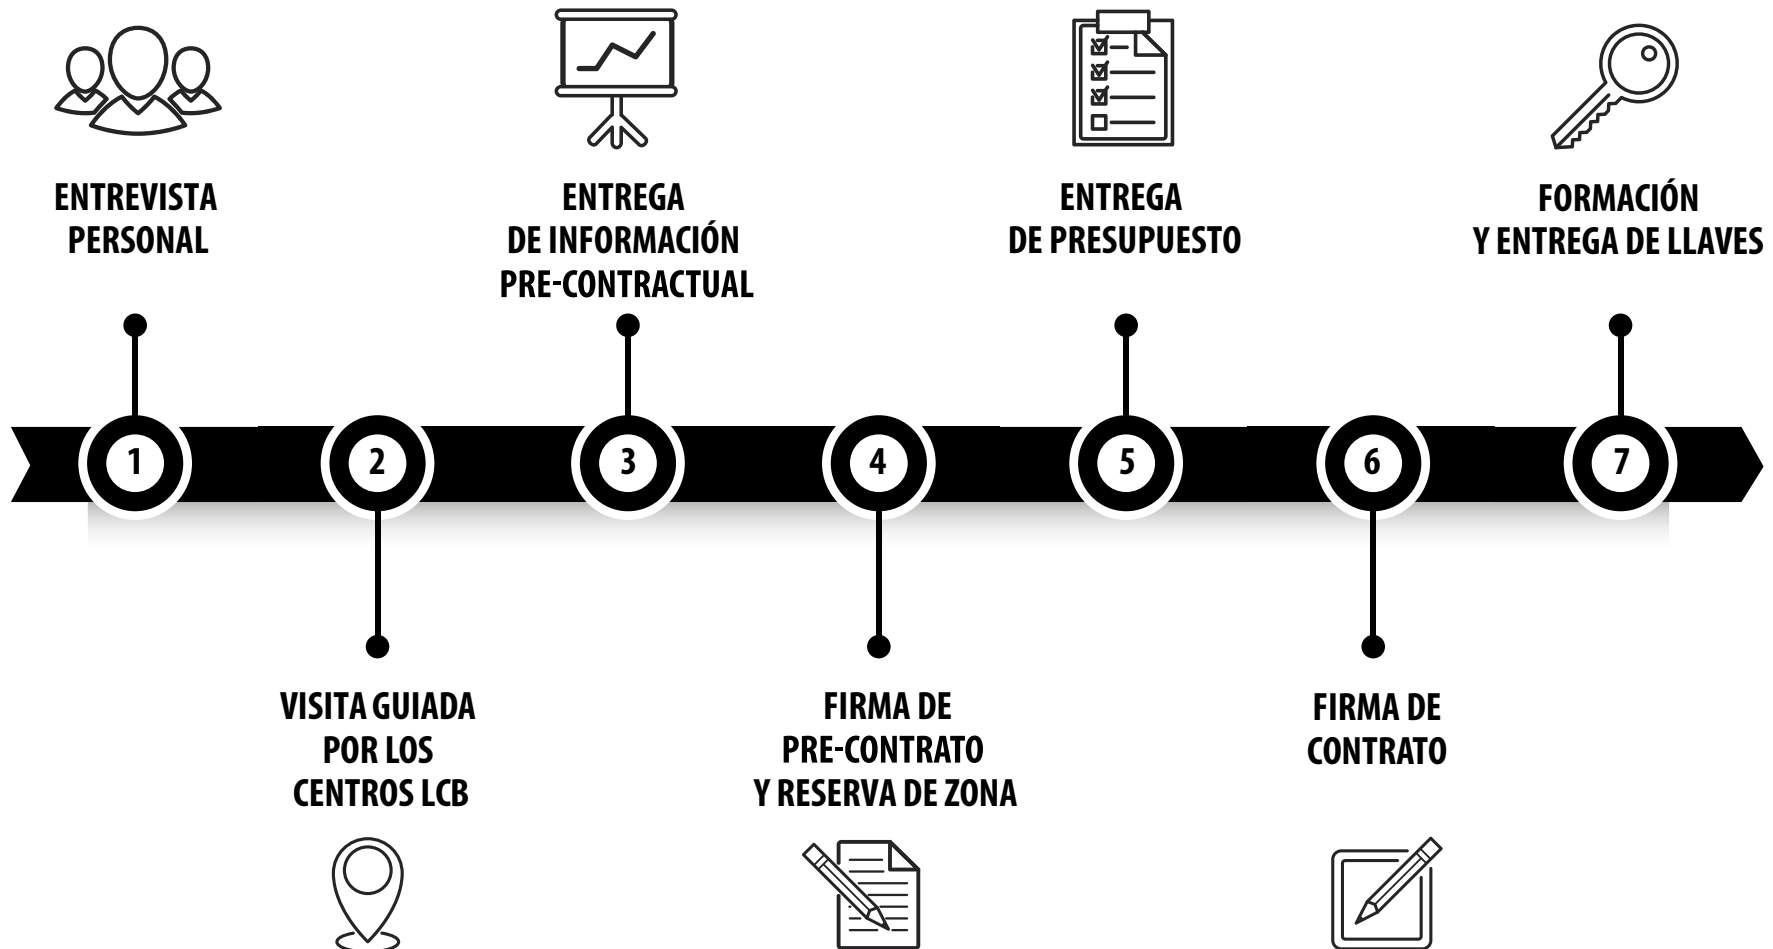 ENTREVISTA
PERSONAL
ENTREGA
DE INFORMACIÓN
PRE-CONTRACTUAL
ENTREGA
DE PRESUPUESTO
FORMACIÓN
Y ENTREGA DE LLAVES
1
2
3
4
5
6
7
VISITA GUIADA
POR LOS
CENTROS LCB
FIRMA DE
PRE-CONTRATO
Y RESERVA DE ZONA
FIRMA DE
CONTRATO